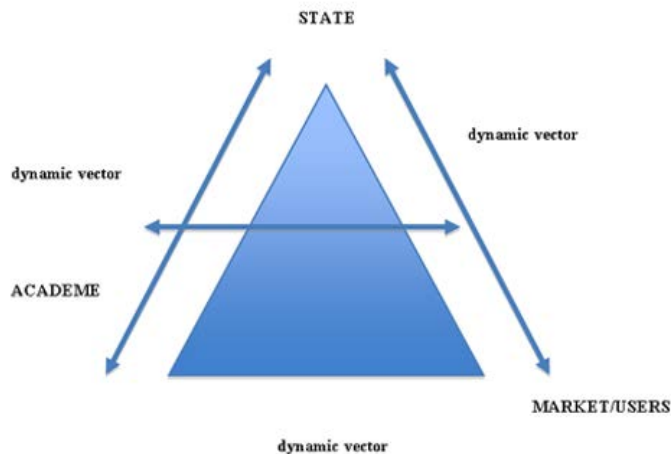 STATE
dynamic vector
dynamic vector
ACADEME
MARKET/USERS
dynamic vector